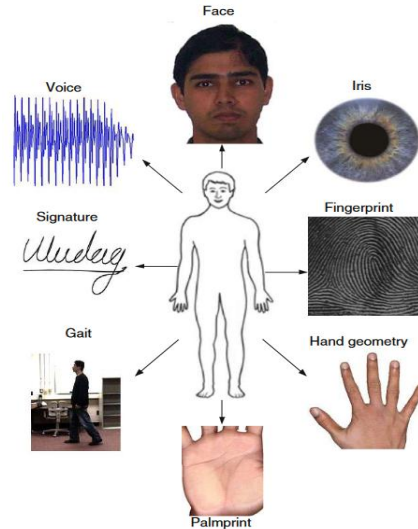 Face
Voice
Iris
Signature
Fingerprint
Gait
Hand geometry
Palmprint